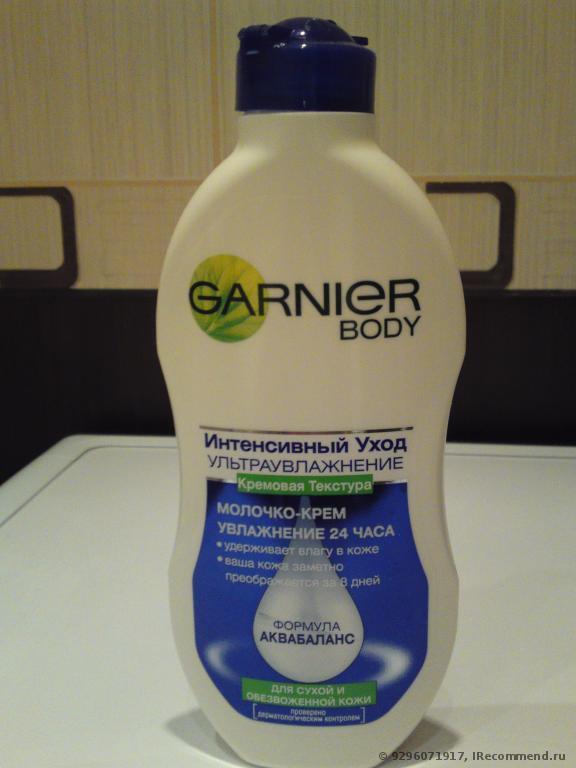 GARNIER
BODY
Интенсивный Уход
УЛЬТРАУВЛАЖНЕНИЕ
Кремовая Текстура
МОЛОЧКО-КРЕМ
УВЛАЖНЕНИЕ 24 ЧАСА
• удерживает влагу в коже
• ваша кожа заметно
преображается за 8 дней
ФОРМУЛА
АКВАБАЛАНС
ДЛЯ СУХОЙ И
ОБЕЗВОЖЕННОЙ КОЖИ
проверено
дерматологическим контролем
© 9296071917, IRecommend.ru